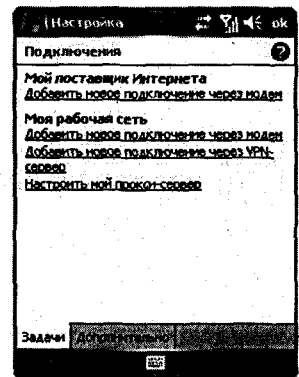 Настройка ok
Подключения
Мой поставщик Интернета
Добавить новое подключение через модем
Моя рабочая сеть
Добавить новое подключение через модем
Добавить новое подключение через VPN-
сервер
Настроить мой прокси-сервер
Задачи Дополнительно